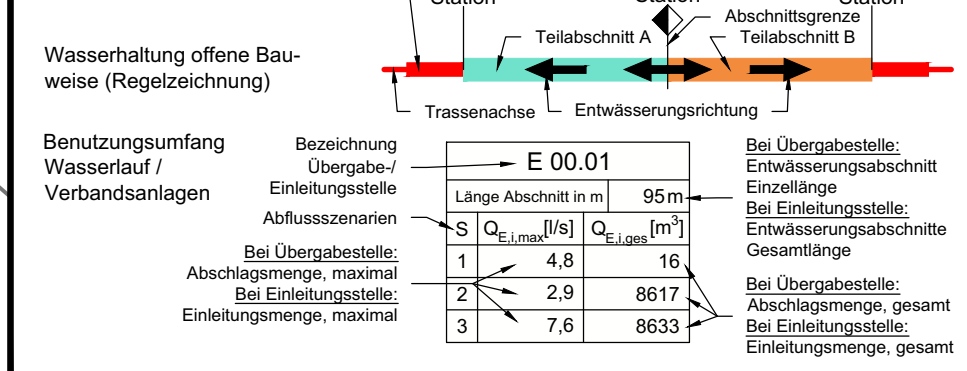 Station
Station
Station
Abschnittsgrenze
Teilabschnitt A
Teilabschnitt B
Wasserhaltung offene Bau-
weise (Regelzeichnung)
Trassenachse
Entwässerungsrichtung
Benutzungsumfang
Wasserlauf /
Verbandsanlagen
Bezeichnung
Übergabe-/
Einleitungsstelle
Abflussszenarien
Bei Übergabestelle:
Abschlagsmenge, maximal
Bei Einleitungsstelle:
Einleitungsmenge, maximal
E 00.01
Länge Abschnitt in m 95m
S QE,i,max[l/s] QE,i,ges[m³]
1 4,8 16
2 2,9 8617
3 7,6 8633
Bei Übergabestelle:
Entwässerungsabschnitt
Einzellänge
Bei Einleitungsstelle:
Entwässerungsabschnitte
Gesamtlänge
Bei Übergabestelle:
Abschlagsmenge, gesamt
Bei Einleitungsstelle:
Einleitungsmenge, gesamt